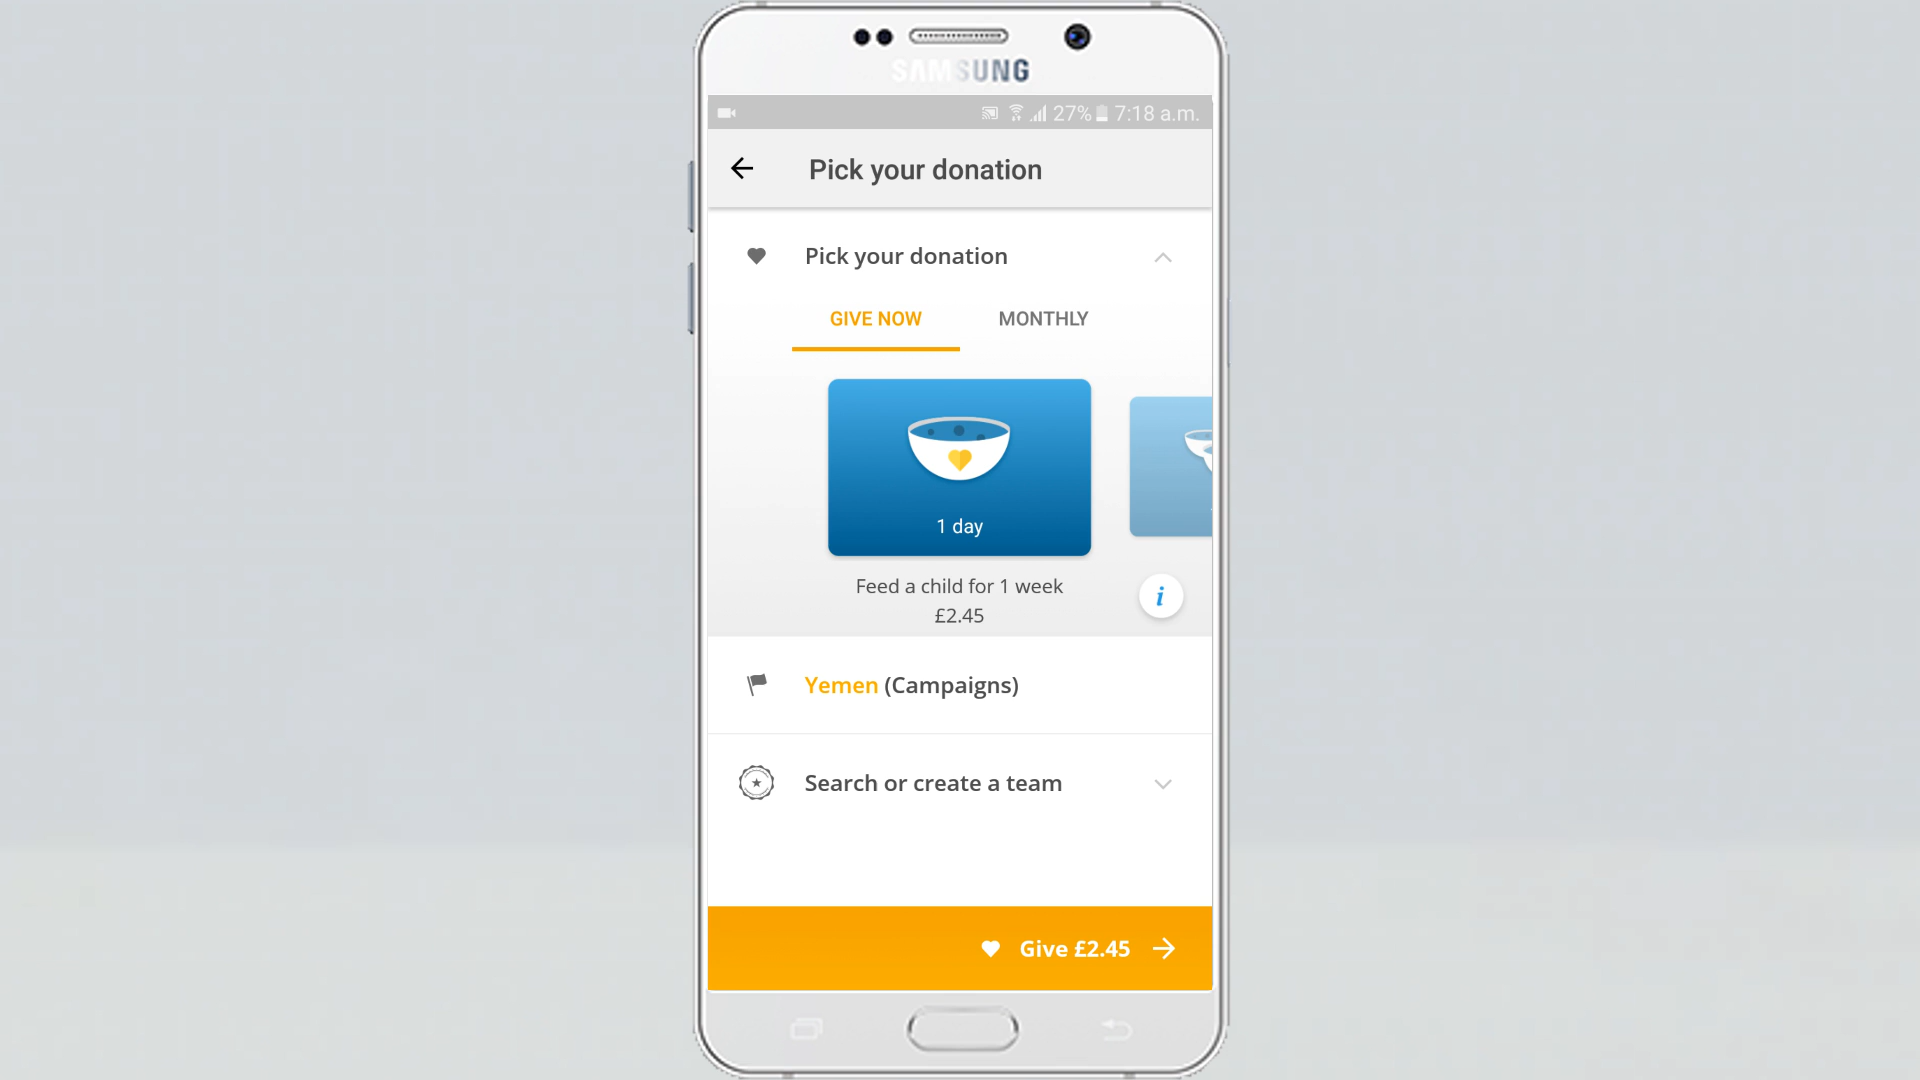 SAMSUNG
27% 7:18 a.m.
Pick your donation
Pick your donation
GIVE NOW MONTHLY
1 day
Feed a child for 1 week
£2.45
i
Yemen (Campaigns)
Search or create a team
Give £2.45